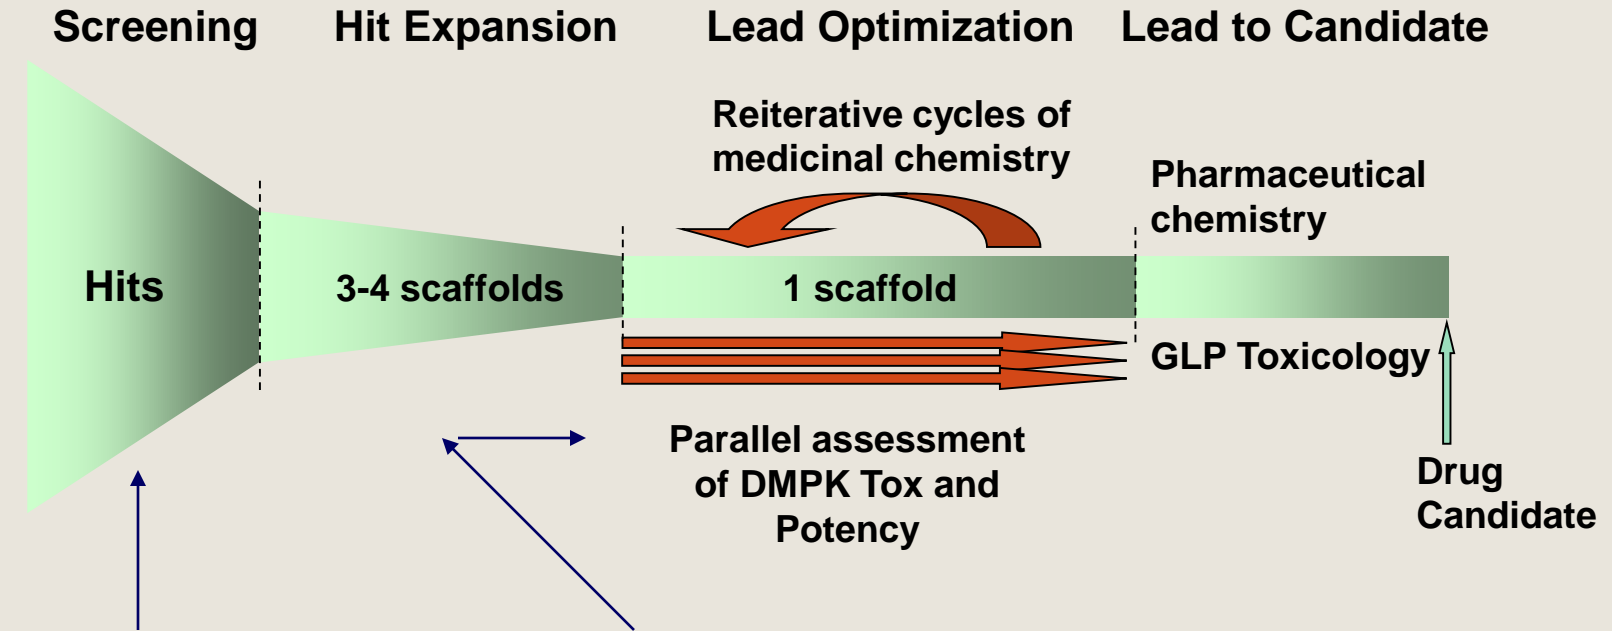 Screening
Hit Expansion
Lead Optimization
Lead to Candidate
Reiterative cycles of
medicinal chemistry
Pharmaceutical
chemistry
Hits
3-4 scaffolds
1 scaffold
GLP Toxicology
Parallel assessment
of DMPK Tox and
Potency
Drug
Candidate